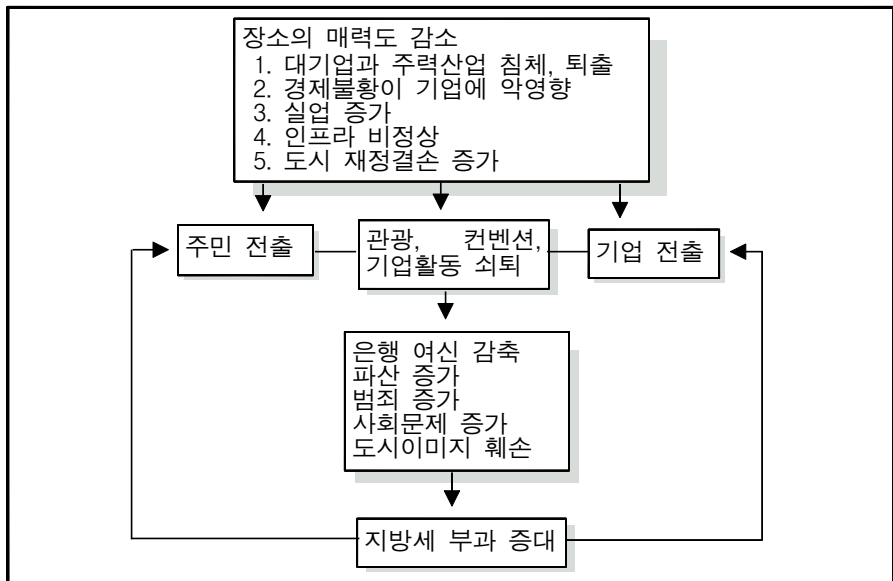 장소의 매력도 감소
1. 대기업과 주력산업 침체, 퇴출
2. 경제불황이 기업에 악영향
3. 실업 증가
4. 인프라 비정상
5. 도시 재정결손 증가
주민 전출
관광, 컨벤션,
기업활동 쇠퇴
기업 전출
은행 여신 감축
파산 증가
범죄 증가
사회문제 증가
도시이미지 훼손
지방세 부과 증대